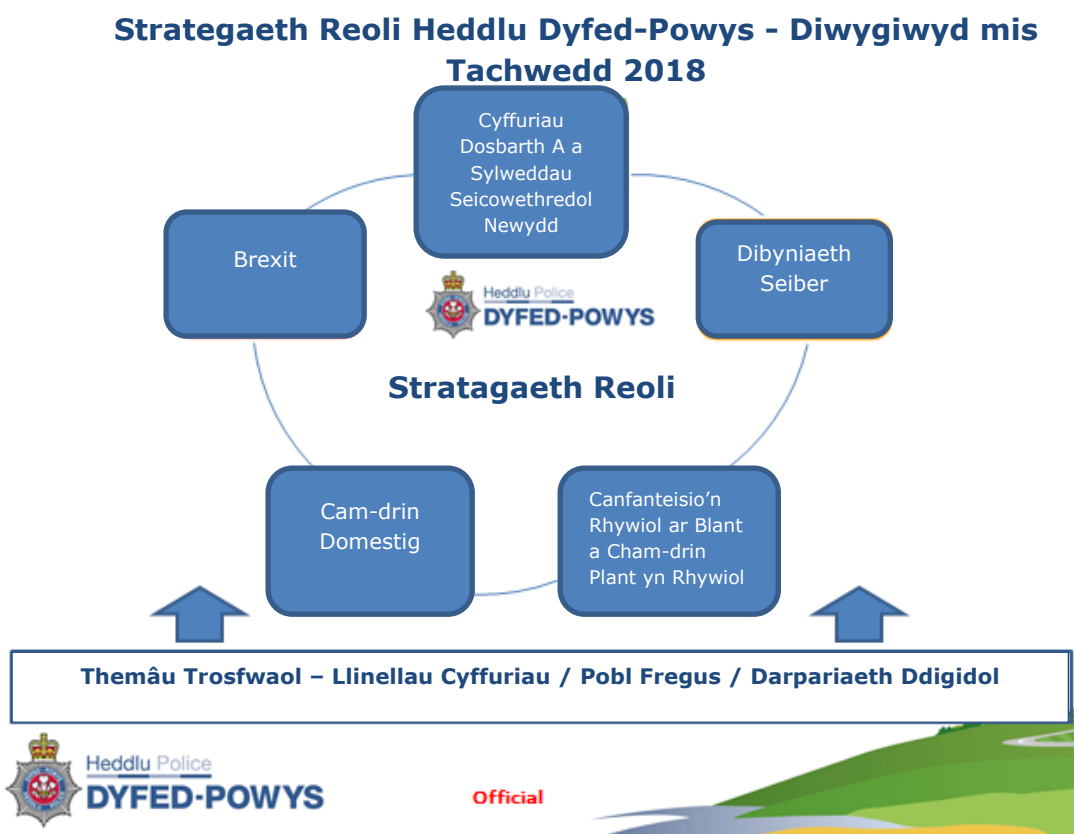 Strategaeth Reoli Heddlu Dyfed-Powys - Diwygiwyd mis
Tachwedd 2018
Cyffuriau
Dosbarth A a
Sylweddau
Seicowethredol
Newydd
Brexit
Dibyniaeth
Seiber
Heddlu Police
DYFED-POWYS
Stratagaeth Reoli
Cam-drin
Domestig
Canfanteisio’n
Rhywiol ar Blant
a Cham-drin
Plant yn Rhywiol
Themâu Trosfwaol – Llinellau Cyffuriau / Pobl Fregus / Darpariaeth Ddigidol
Heddlu Police
DYFED-POWYS
Official